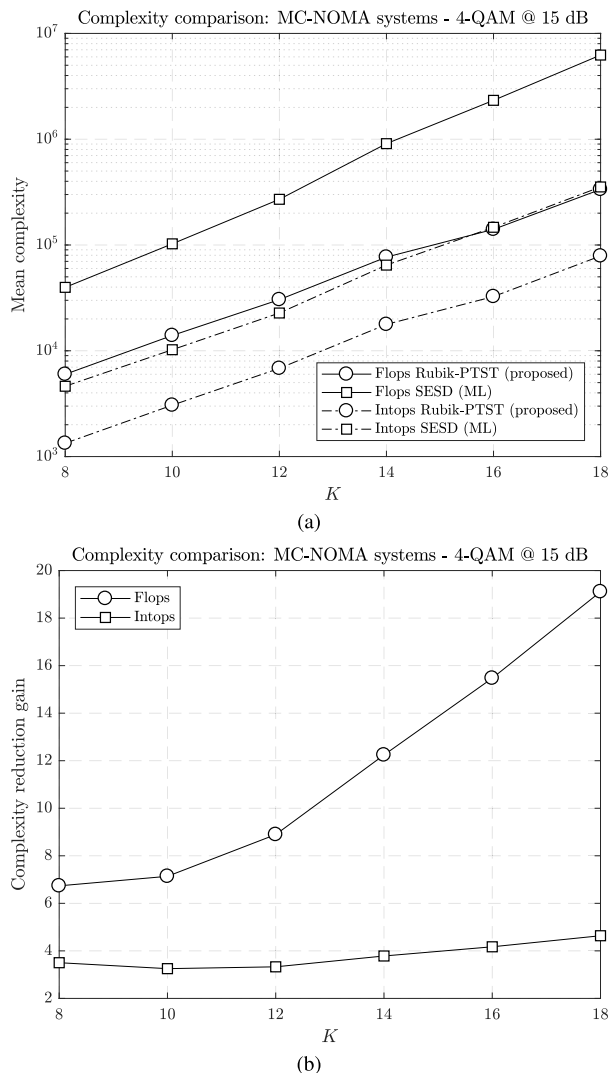 Complexity comparison: MC-NOMA systems - 4-QAM @ 15 dB
10^7
10^6
10^5
10^4
10^3
Mean complexity
Flops Rubik-PTST (proposed)
Flops SESD (ML)
Intops Rubik-PTST (proposed)
Intops SESD (ML)
8 10 12 14 16 18
K
(a)
Complexity comparison: MC-NOMA systems - 4-QAM @ 15 dB
20
18
16
14
12
10
8
6
4
2
Complexity reduction gain
Flops
Intops
8 10 12 14 16 18
K
(b)